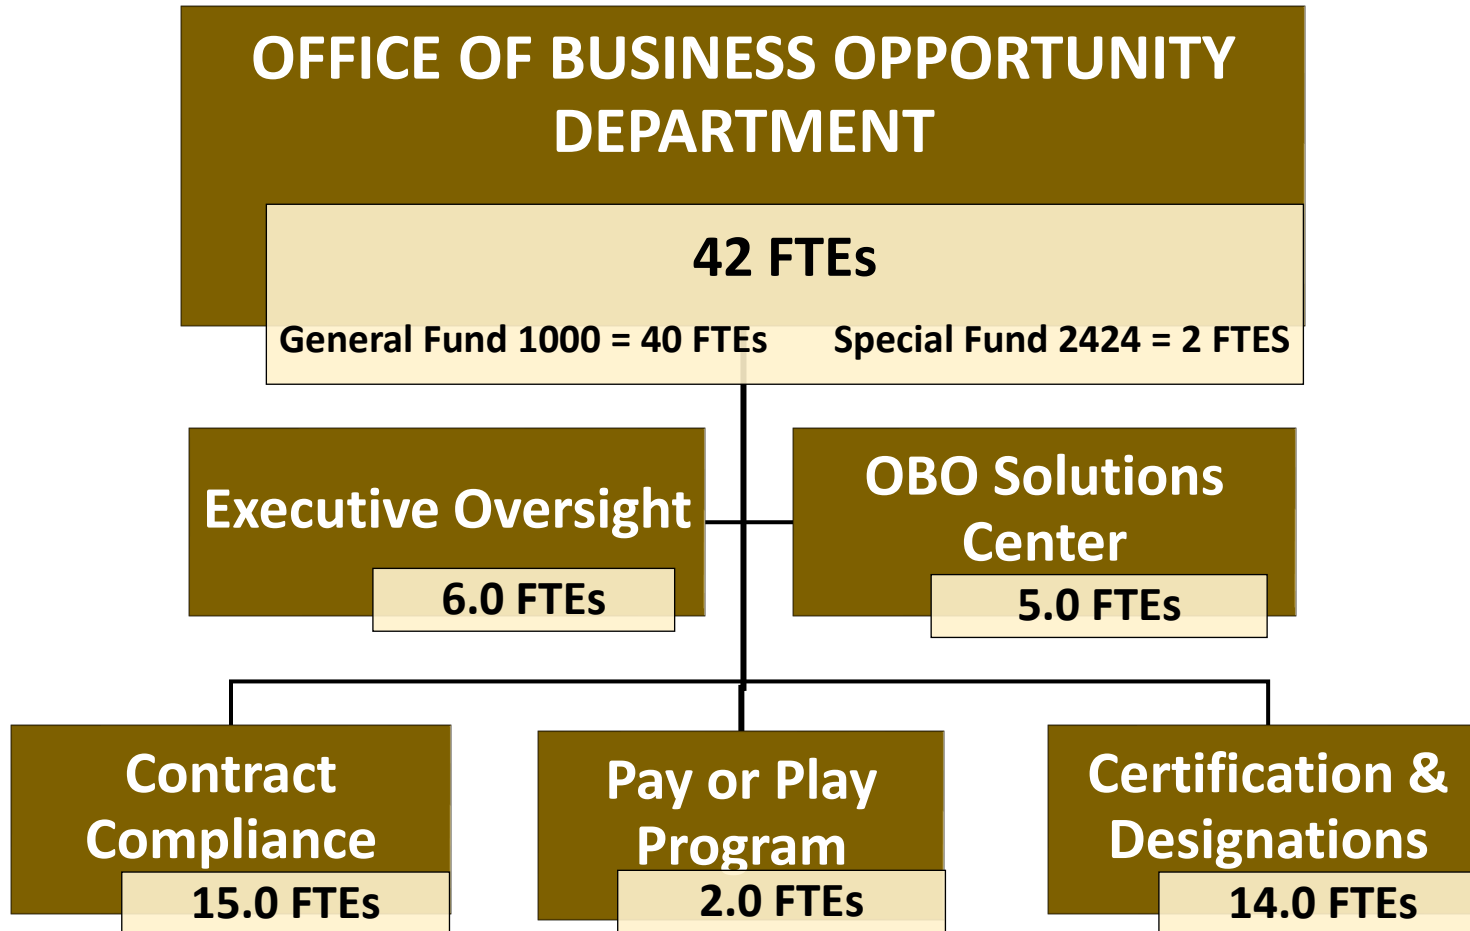 OFFICE OF BUSINESS OPPORTUNITY
DEPARTMENT
42 FTEs
General Fund 1000 = 40 FTEs Special Fund 2424 = 2 FTES
Executive Oversight
6.0 FTEs
OBO Solutions
Center
5.0 FTEs
Contract
Compliance
15.0 FTEs
Pay or Play
Program
2.0 FTEs
Certification &
Designations
14.0 FTEs